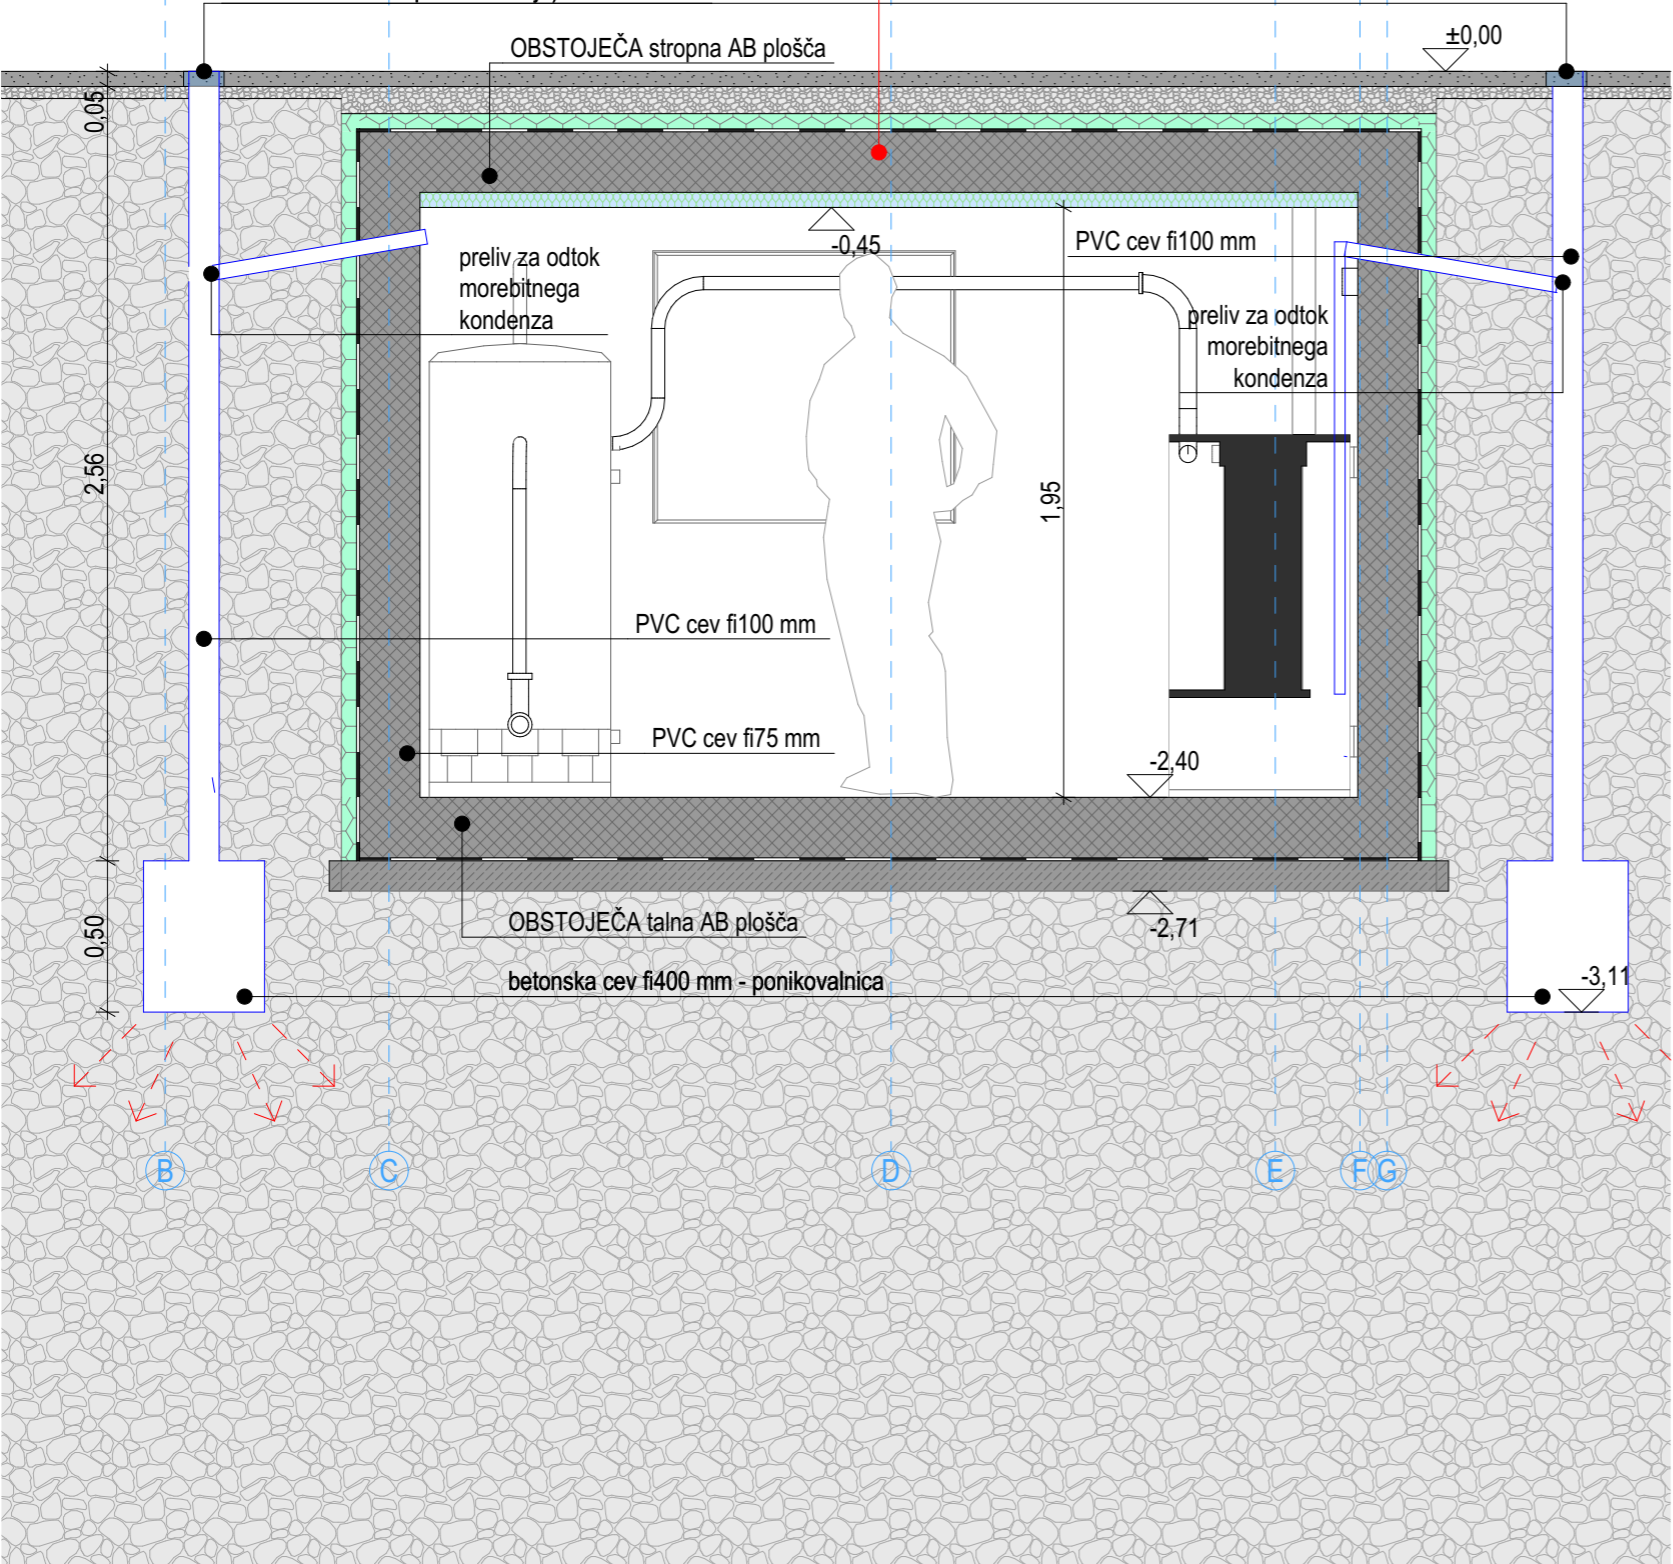 OBSTOJEČA stropna AB plošča
±0,00
0,05
-0,45
PVC cev fi100 mm
preliv za odtok
morebitnega
kondenza
preliv za odtok
morebitnega
kondenza
2,56
1,95
PVC cev fi100 mm
PVC cev fi75 mm
-2,40
0,50
OBSTOJEČA talna AB plošča
-2,71
betonska cev fi400 mm - ponikovalnica
-3,11
B
C
D
E
F
G